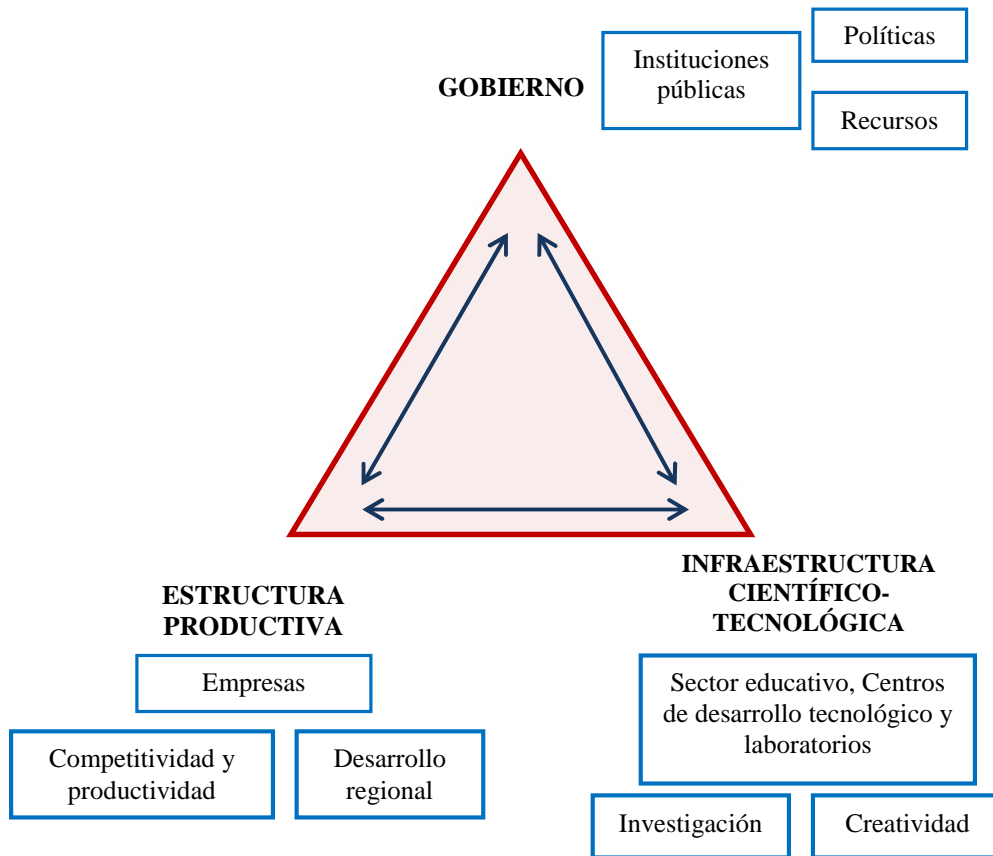 GOBIERNO
Instituciones
públicas
Políticas
Recursos
ESTRUCTURA
PRODUCTIVA
Empresas
Competitividad y
productividad
Desarrollo
regional
INFRAESTRUCTURA
CIENTÍFICO-
TECNOLÓGICA
Sector educativo, Centros
de desarrollo tecnológico y
laboratorios
Investigación
Creatividad